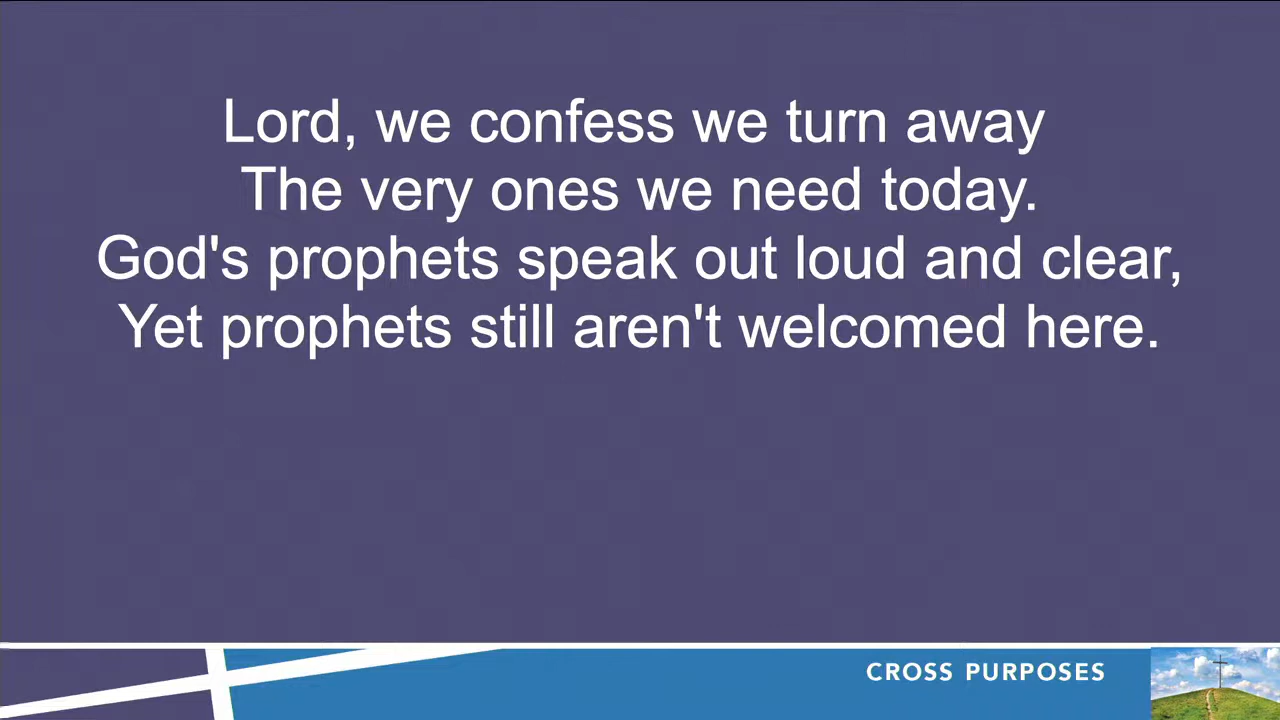 Lord, we confess we turn away
The very ones we need today.
God's prophets speak out loud and clear,
Yet prophets still aren't welcomed here.
CROSS PURPOSES